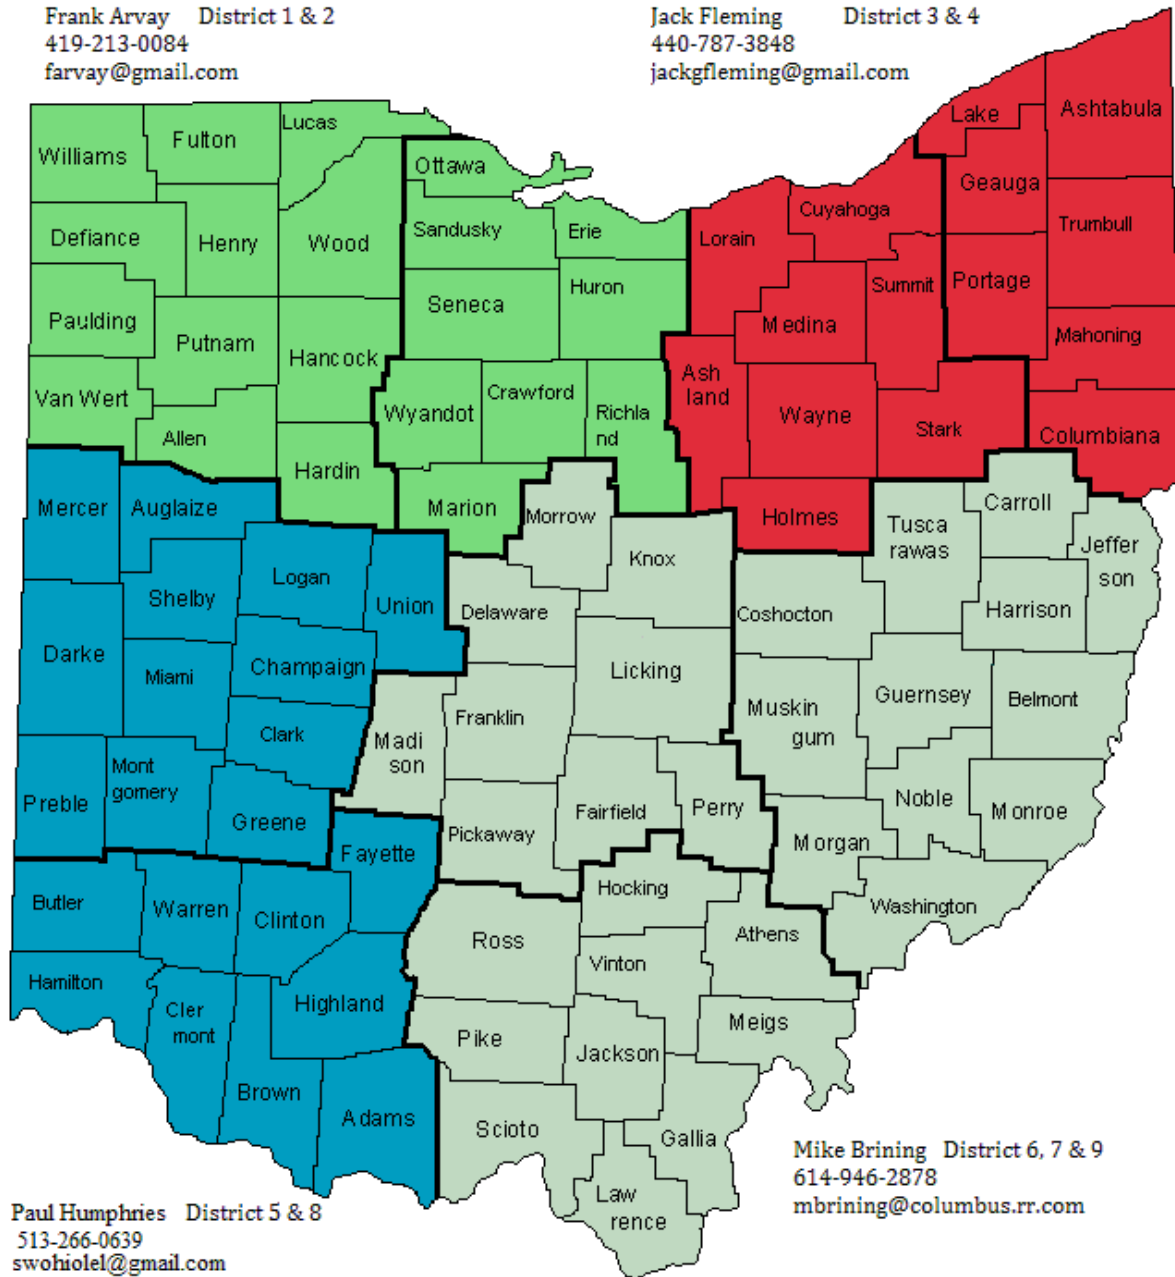 Frank Arvay District 1 & 2
419-213-0084
farvay@gmail.com
Jack Fleming District 3 & 4
440-787-3848
jackgfleming@gmail.com
Williams
Fulton
Lucas
Ottawa
Lake
Ashtabula
Geauga
Defiance
Henry
Wood
Sandusky
Erie
Lorain
Cuyahoga
Trumbull
Paulding
Putnam
Hancock
Seneca
Huron
Medina
Summit
Portage
Mahoning
Van Wert
Allen
Hardin
Wyandot
Crawford
Richla
nd
Ash
land
Wayne
Stark
Columbiana
Mercer
Auglaize
Marion
Morrow
Knox
Holmes
Tusca
rawas
Carroll
Jeffer
son
Logan
Shelby
Union
Delaware
Coshocton
Harrison
Darke
Miami
Champaign
Licking
Guernsey
Belmont
Clark
Madi
son
Franklin
Muskin
gum
Preble
Mont
gomery
Greene
Fayette
Pickaway
Fairfield
Perry
Morgan
Noble
Monroe
Butler
Warren
Clinton
Ross
Hocking
Athens
Washington
Hamilton
Cler
mont
Highland
Vinton
Pike
Jackson
Meigs
Brown
Adams
Scioto
Gallia
Law
rence
Mike Brining District 6, 7 & 9
614-946-2878
mbrining@columbus.rr.com
Paul Humphries District 5 & 8
513-266-0639
swohiolel@gmail.com